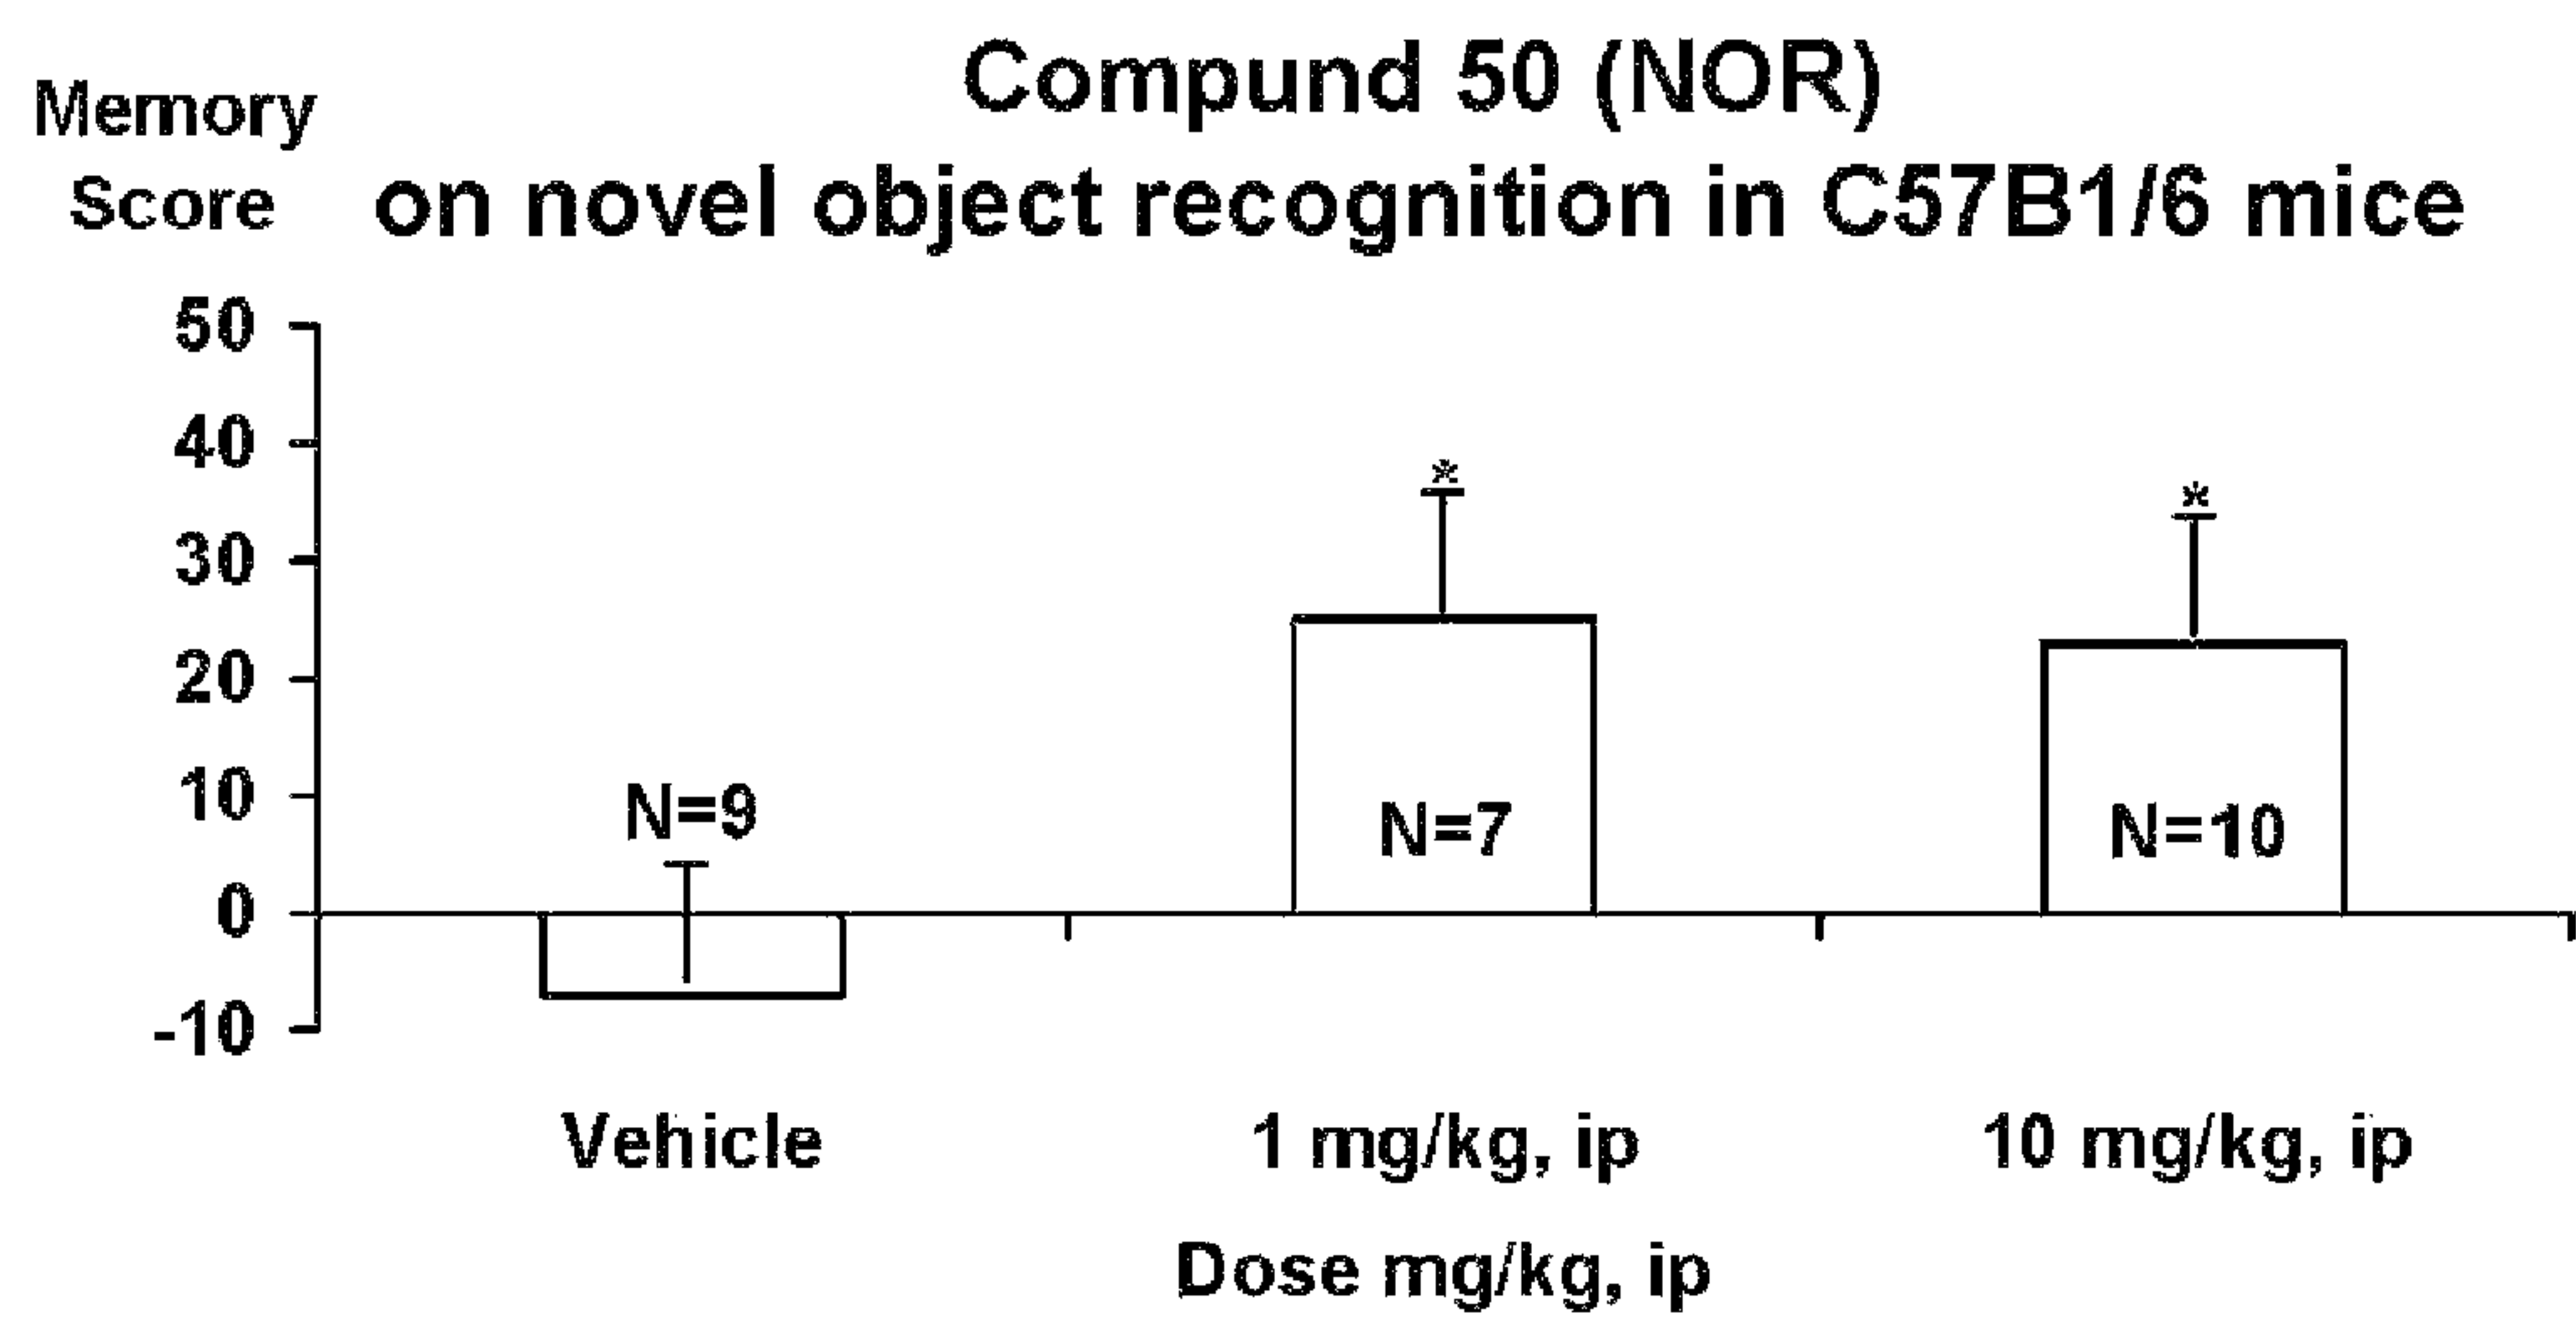 Memory
Score
Compund 50 (NOR)
on novel object recognition in C57B1/6 mice
50
40
30
20
10
0
-10
N=9
*
N=7
*
N=10
Vehicle
1 mg/kg, ip
10 mg/kg, ip
Dose mg/kg, ip